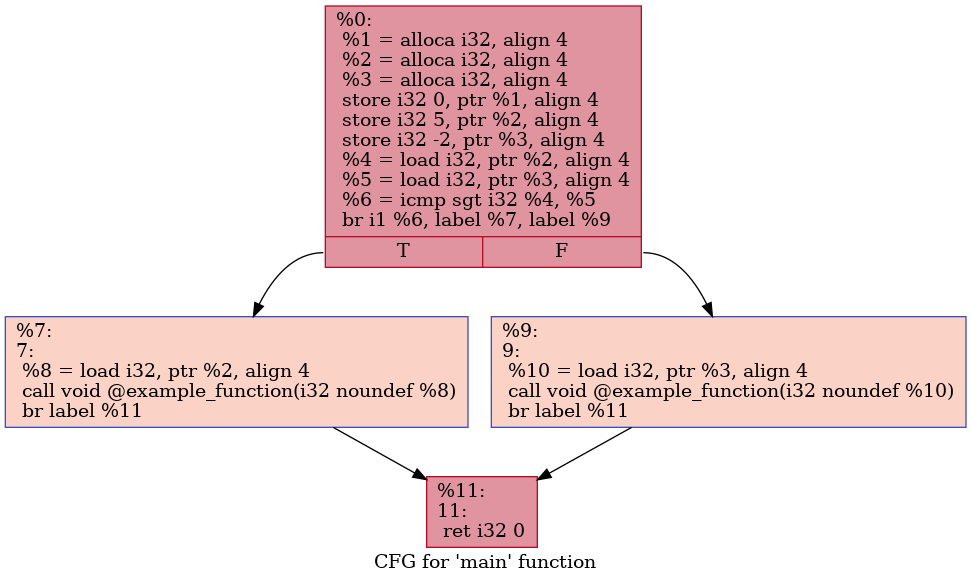 %0:
%1 = alloca i32, align 4
%2 = alloca i32, align 4
%3 = alloca i32, align 4
store i32 0, ptr %1, align 4
store i32 5, ptr %2, align 4
store i32 -2, ptr %3, align 4
%4 = load i32, ptr %2, align 4
%5 = load i32, ptr %3, align 4
%6 = icmp sgt i32 %4, %5
br i1 %6, label %7, label %9
T
F
%7:
7:
%8 = load i32, ptr %2, align 4
call void @example_function(i32 noundef %8)
br label %11
%9:
9:
%10 = load i32, ptr %3, align 4
call void @example_function(i32 noundef %10)
br label %11
%11:
11:
ret i32 0
CFG for 'main' function